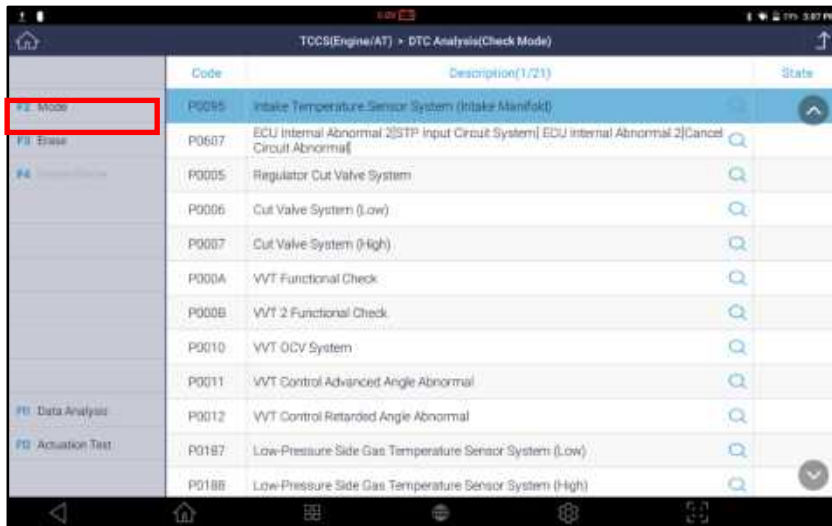 TCCS(Engine/AT) > DTC Analysis(Check Mode)
Code Description(1/21) State
F2 Mode
P0095 Intake Temperature Sensor System (Intake Manifold)
F3 Erase
P0607 ECU Internal Abnormal 2|STP Input Circuit System| ECU Internal Abnormal 2|Cancel
Circuit Abnormal|
F4
P0005 Regulator Cut Valve System
P0006 Cut Valve System (Low)
P0007 Cut Valve System (High)
P000A VVT Functional Check
P000B VVT 2 Functional Check
P0010 VVT OCV System
P0011 VVT Control Advanced Angle Abnormal
Data Analysis
P0012 VVT Control Retarded Angle Abnormal
Actuation Test
P0187 Low-Pressure Side Gas Temperature Sensor System (Low)
P0188 Low-Pressure Side Gas Temperature Sensor System (High)